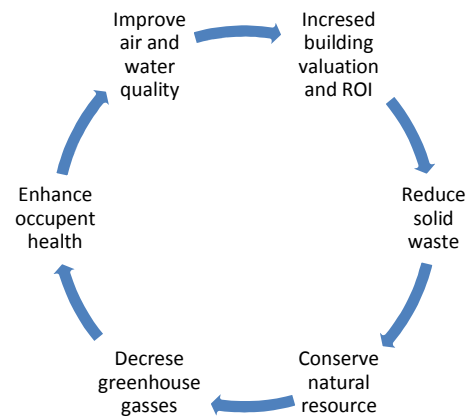 Improve
air and
water
quality
Incresed
building
valuation
and ROI
Reduce
solid
waste
Conserve
natural
resource
Decrese
greenhouse
gasses
Enhance
occupent
health